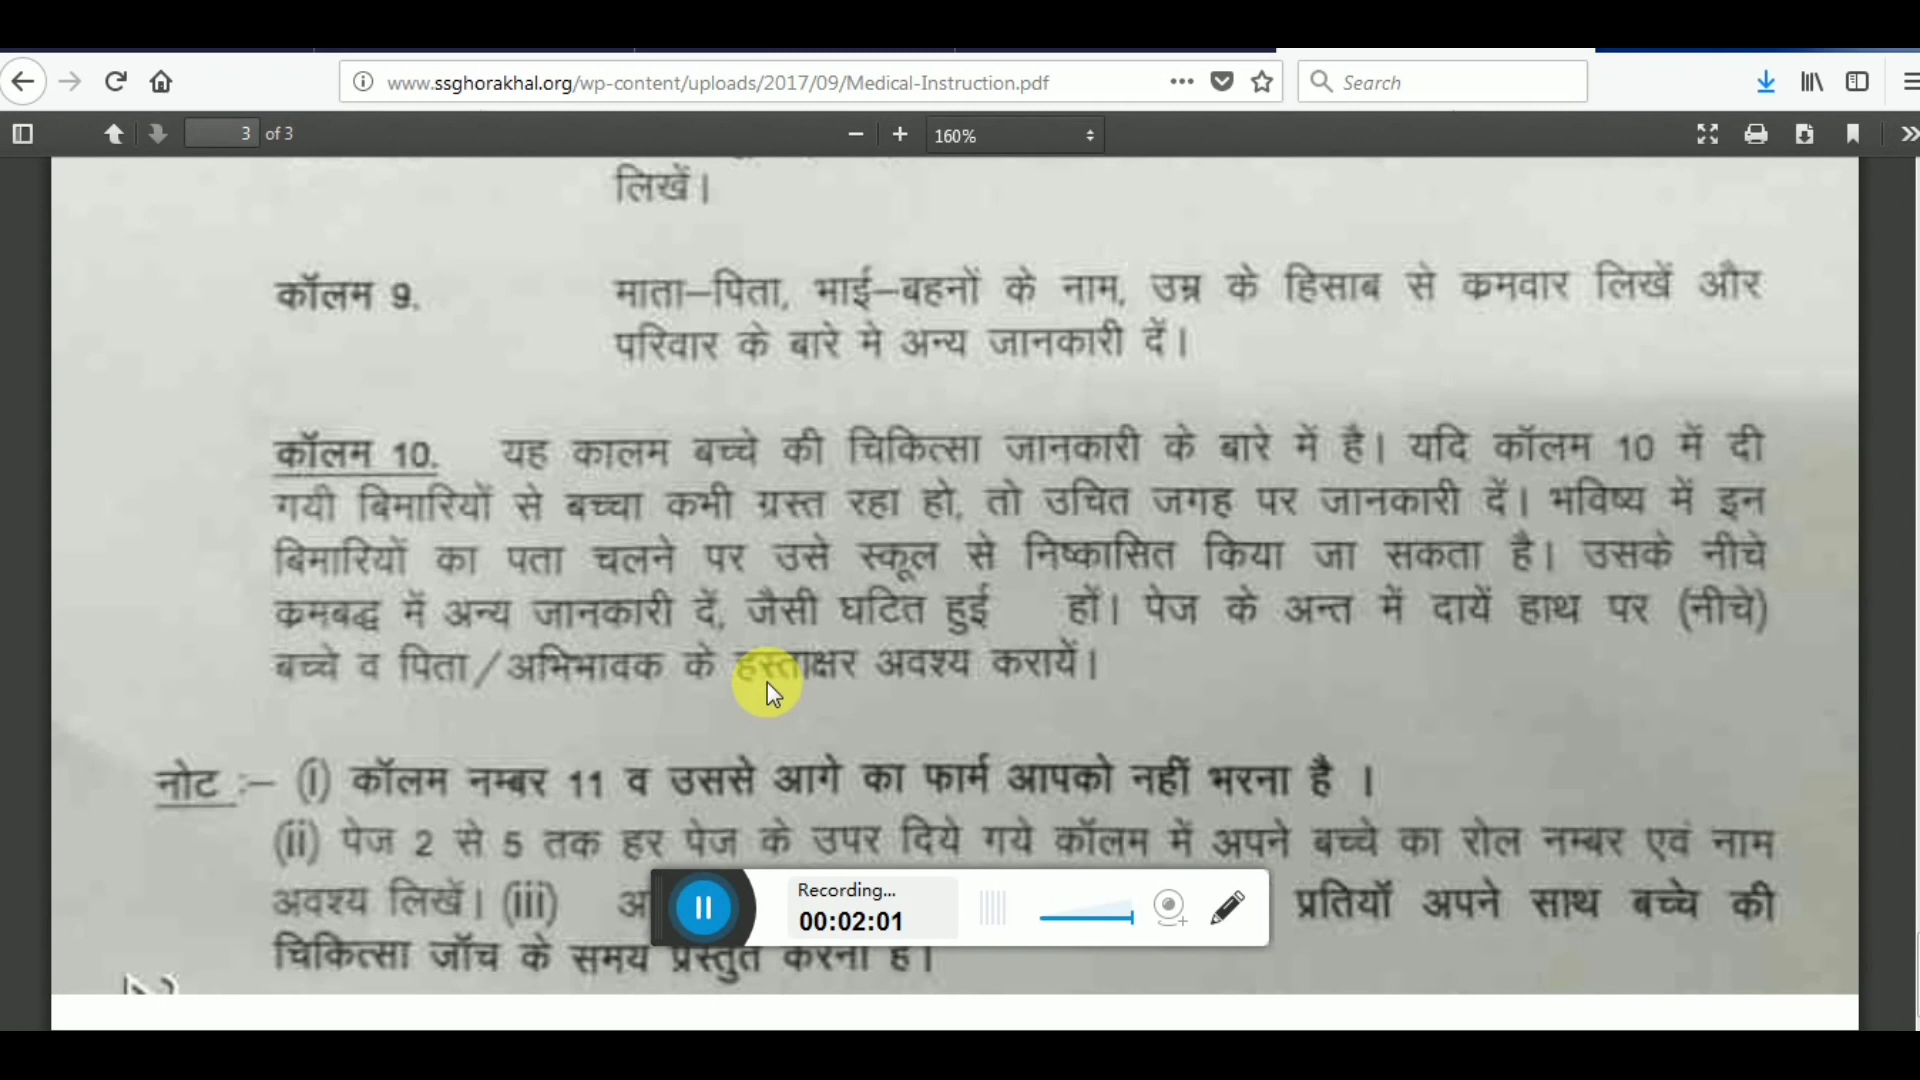 www.ssghorakhal.org/wp-content/uploads/2017/09/Medical-Instruction.pdf
Search
3 of 3
160%
लिखें।
कॉलम 9. माता–पिता, भाई–बहनों के नाम, उम्र के हिसाब से क्रमवार लिखें और
परिवार के बारे मे अन्य जानकारी दें।
कॉलम 10. यह कालम बच्चे की चिकित्सा जानकारी के बारे में है। यदि कॉलम 10 में दी
गयी बिमारियों से बच्चा कभी ग्रस्त रहा हो, तो उचित जगह पर जानकारी दें। भविष्य में इन
बिमारियों का पता चलने पर उसे स्कूल से निष्कासित किया जा सकता है। उसके नीचे
क्रमबद्ध में अन्य जानकारी दें, जैसी घटित हुई हों। पेज के अन्त में दायें हाथ पर (नीचे)
बच्चे व पिता/अभिभावक के हस्ताक्षर अवश्य करायें।
नोट :– (i) कॉलम नम्बर 11 व उससे आगे का फार्म आपको नहीं भरना है ।
(ii) पेज 2 से 5 तक हर पेज के उपर दिये गये कॉलम में अपने बच्चे का रोल नम्बर एवं नाम
अवश्य लिखें। (iii) प्रतियॉ अपने साथ बच्चे की
चिकित्सा जॉच के समय प्रस्तुत करना है।
Recording...
00:02:01